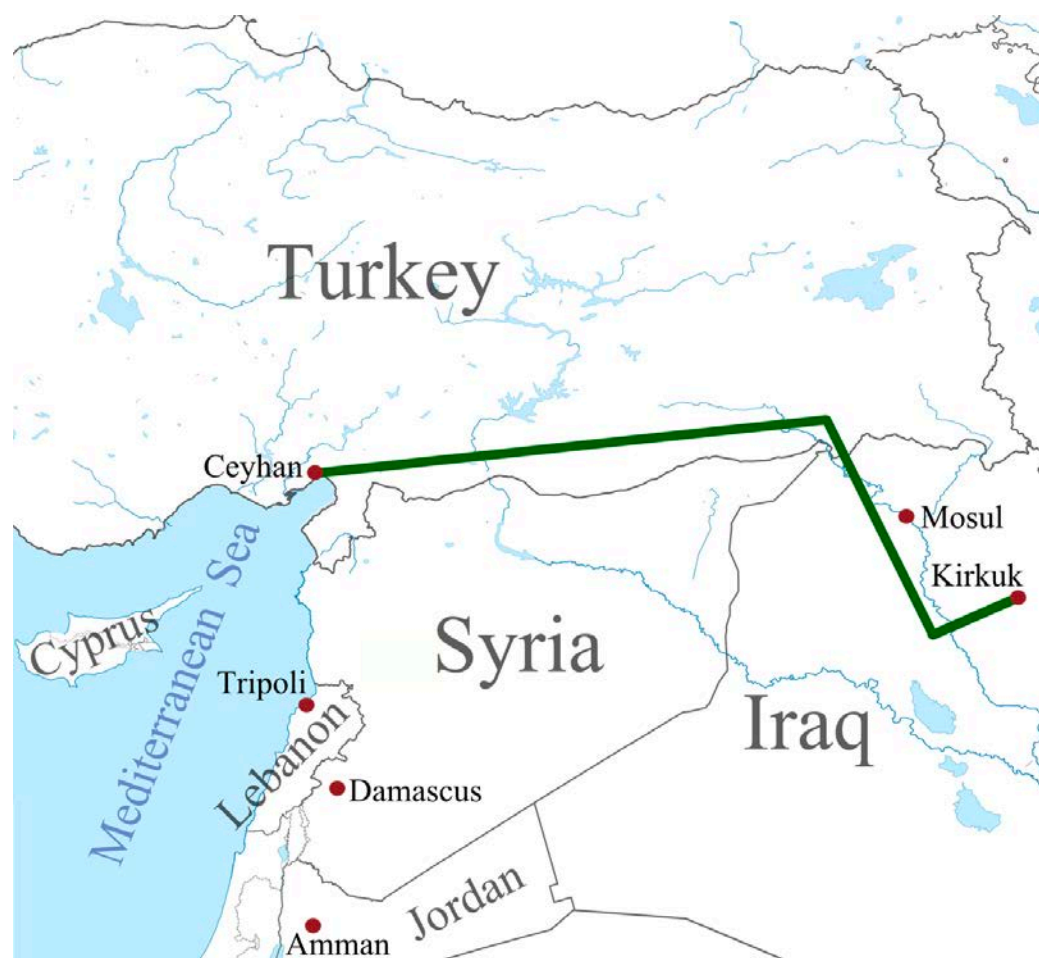 Turkey
Ceyhan
Mosul
Kirkuk
Mediterranean Sea
Cyprus
Syria
Tripoli
Lebanon
Iraq
Damascus
Jordan
Amman